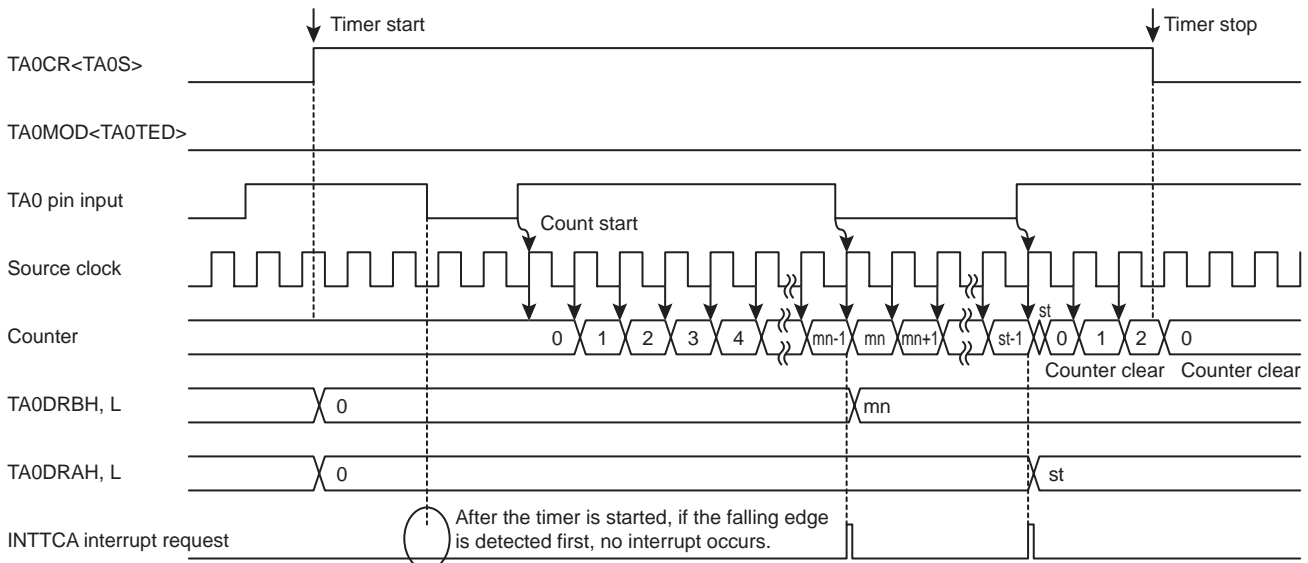 Timer start
Timer stop
TA0CR<TA0S>
TA0MOD<TA0TED>
TA0 pin input
Count start
Source clock
Counter
0 1 2 3 4 mn-1 mn mn+1 st-1 st 0 1 2 0
Counter clear Counter clear
TA0DRBH, L
0 mn
TA0DRAH, L
0 st
After the timer is started, if the falling edge
is detected first, no interrupt occurs.
INTTCA interrupt request